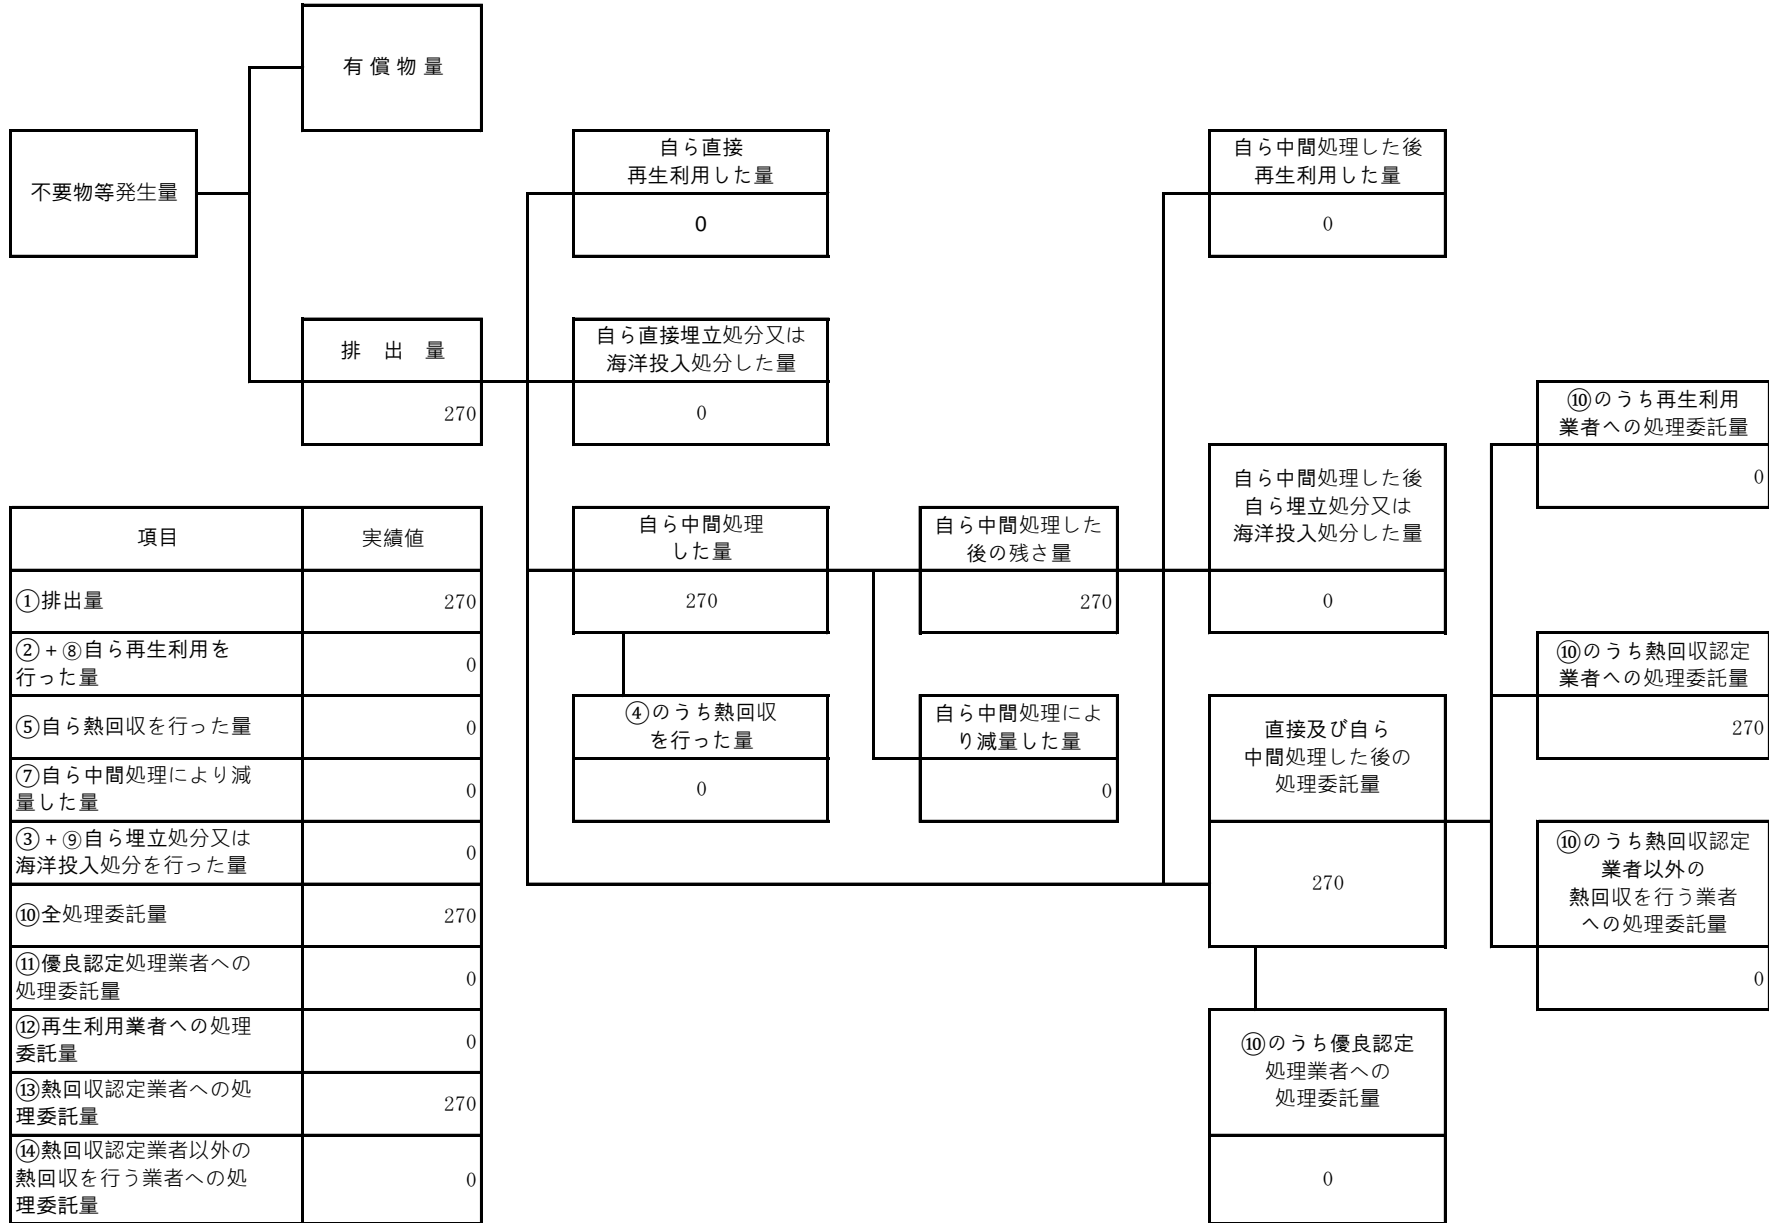 有 償 物 量
不要物等発生量
自ら直接
再生利用した量
0
自ら中間処理した後
再生利用した量
0
排 出 量
270
自ら直接埋立処分又は
海洋投入処分した量
0
⑩のうち再生利用
業者への処理委託量
0
自ら中間処理
した量
270
自ら中間処理した
後の残さ量
270
自ら中間処理した後
自ら埋立処分又は
海洋投入処分した量
0
④のうち熱回収
を行った量
0
自ら中間処理によ
り減量した量
0
直接及び自ら
中間処理した後の
処理委託量
270
⑩のうち熱回収認定
業者への処理委託量
270
⑩のうち熱回収認定
業者以外の
熱回収を行う業者
への処理委託量
0
⑩のうち優良認定
処理業者への
処理委託量
0
項目 実績値
①排出量 270
②+⑧自ら再生利用を
行った量 0
⑤自ら熱回収を行った量 0
⑦自ら中間処理により減
量した量 0
③+⑨自ら埋立処分又は
海洋投入処分を行った量 0
⑩全処理委託量 270
⑪優良認定処理業者への
処理委託量 0
⑫再生利用業者への処理
委託量 0
⑬熱回収認定業者への処
理委託量 270
⑭熱回収認定業者以外の
熱回収を行う業者への処 0
理委託量